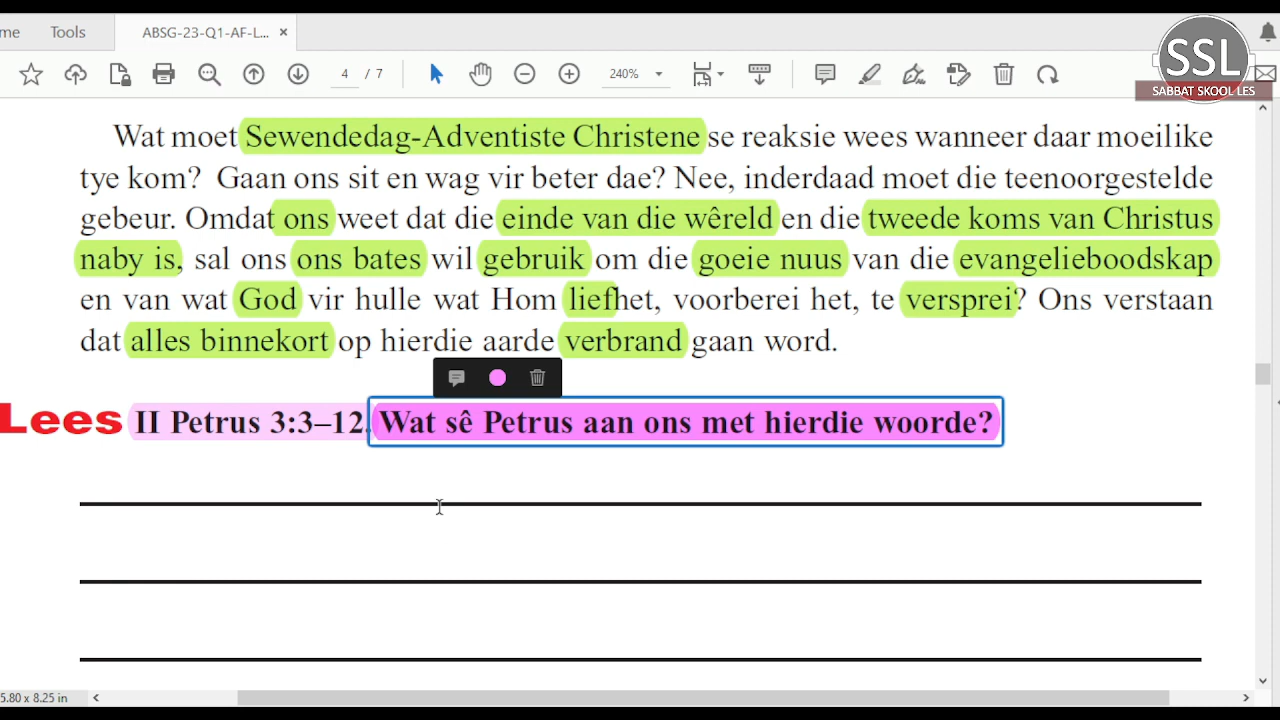 me Tools ABSG-23-Q1-AF-L... ×
4 / 7 240%
SSL
SABBAT SKOOL LES
Wat moet Sewendedag-Adventiste Christene se reaksie wees wanneer daar moeilike
tye kom? Gaan ons sit en wag vir beter dae? Nee, inderdaad moet die teenoorgestelde
gebeur. Omdat ons weet dat die einde van die wêreld en die tweede koms van Christus
naby is, sal ons ons bates wil gebruik om die goeie nuus van die evangelieboodskap
en van wat God vir hulle wat Hom liefhet, voorberei het, te versprei? Ons verstaan
dat alles binnekort op hierdie aarde verbrand gaan word.
Lees II Petrus 3:3–12. Wat sê Petrus aan ons met hierdie woorde?
5.80 x 8.25 in